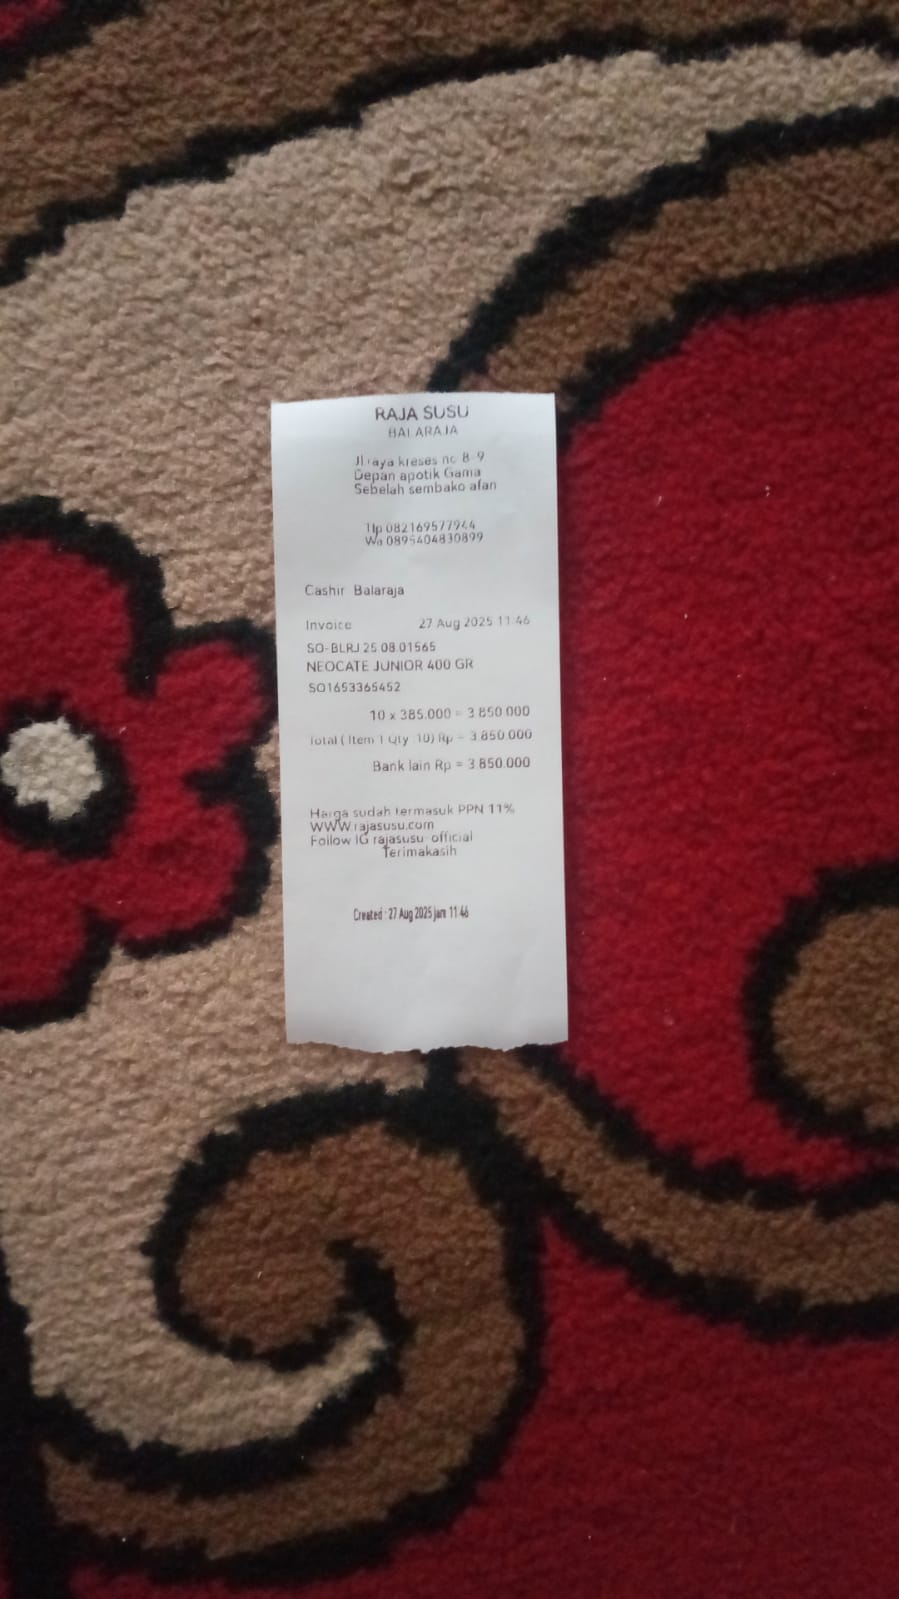 RAJA SUSU
BALARAJA
Jl raya kreses no 8-9
Depan apotik Gama
Sebelah sembako afan
Tlp 082169577944
Wa 0895404830899
Cashir Balaraja
Invoice 27 Aug 2025 11:46
SO-BLRJ 25.08.01565
NEOCATE JUNIOR 400 GR
SO1653365452
10 x 385.000 = 3.850.000
Total ( Item 1 Qty :10) Rp = 3.850.000
Bank lain Rp = 3.850.000
Harga sudah termasuk PPN 11%
WWW.rajasusu.com
Follow IG rajasusu-official
Terimakasih
Created : 27 Aug 2025 jam 11:46